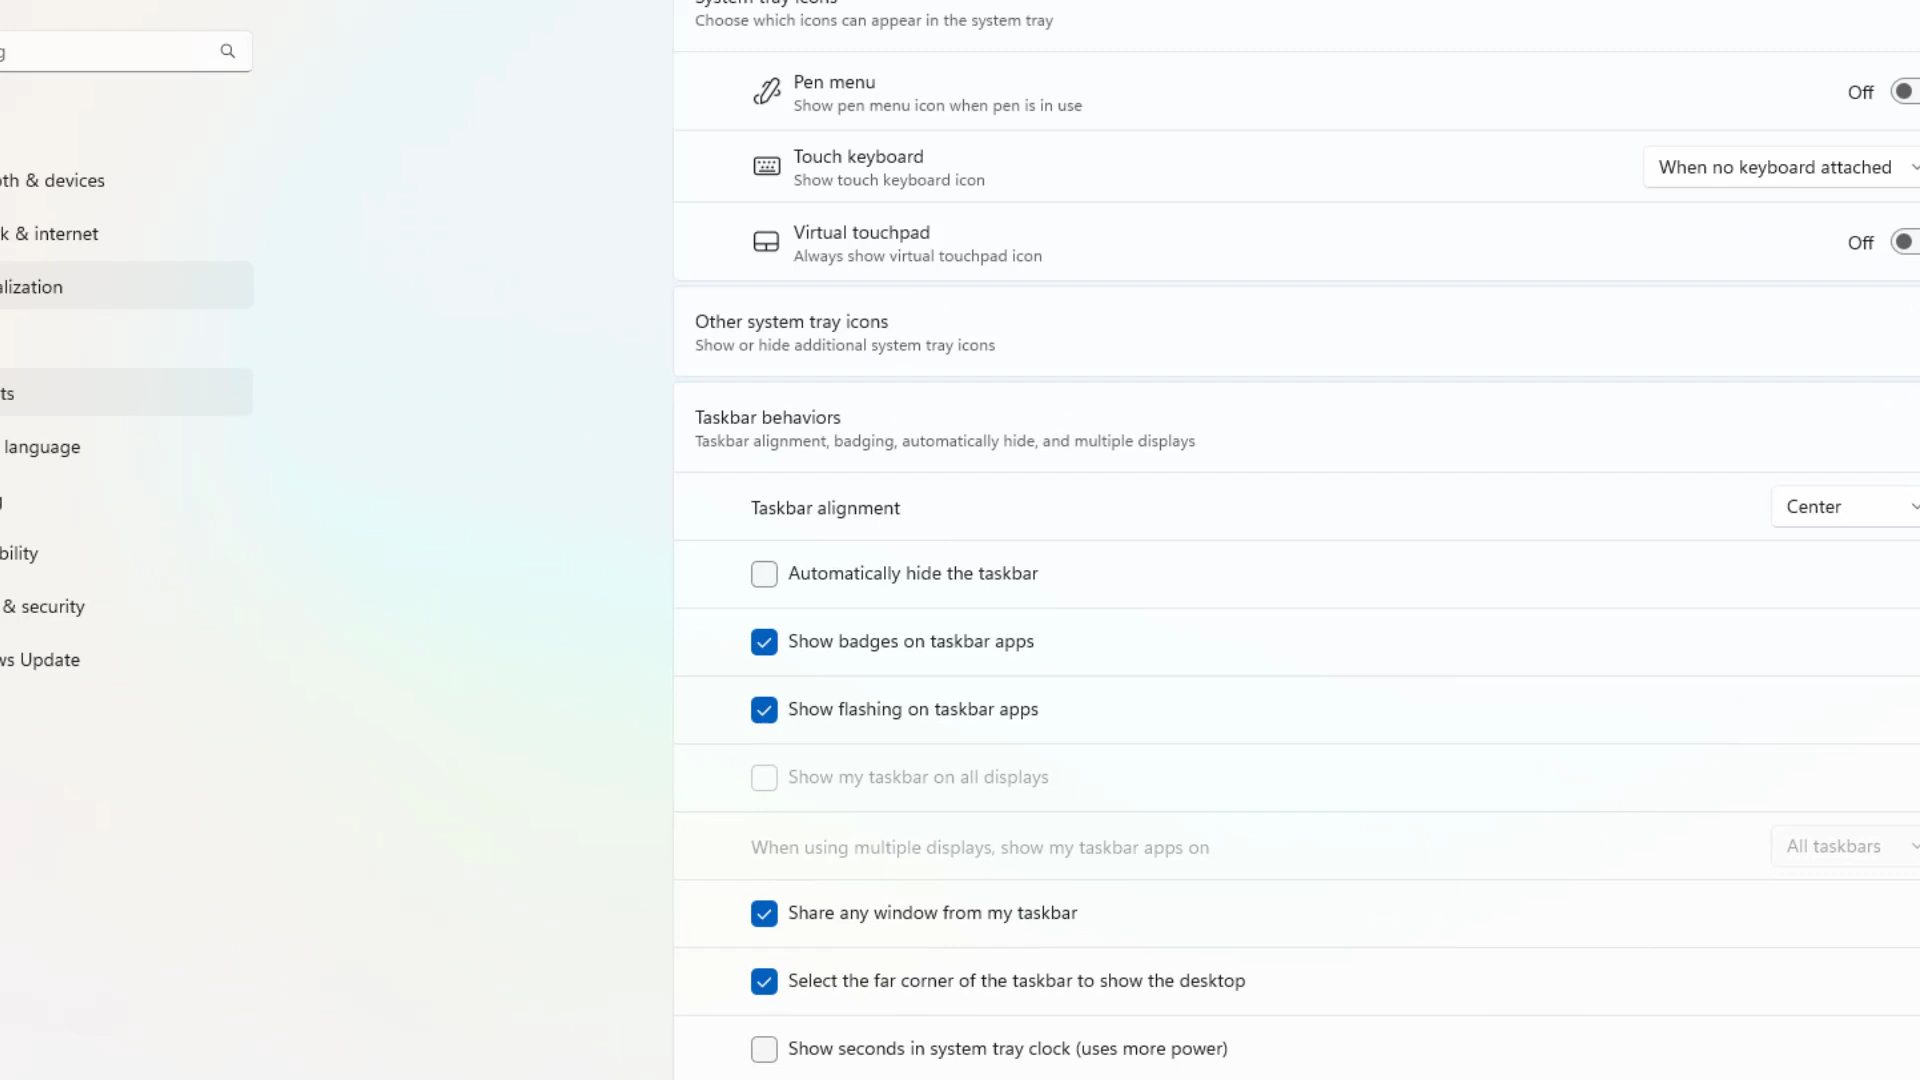 Choose which icons can appear in the system tray
Pen menu
Show pen menu icon when pen is in use
Off
Touch keyboard
Show touch keyboard icon
When no keyboard attached
Virtual touchpad
Always show virtual touchpad icon
Off
Other system tray icons
Show or hide additional system tray icons
Taskbar behaviors
Taskbar alignment, badging, automatically hide, and multiple displays
Taskbar alignment
Center
Automatically hide the taskbar
Show badges on taskbar apps
Show flashing on taskbar apps
Show my taskbar on all displays
When using multiple displays, show my taskbar apps on
All taskbars
Share any window from my taskbar
Select the far corner of the taskbar to show the desktop
Show seconds in system tray clock (uses more power)
& devices
& internet
language
& security
Update